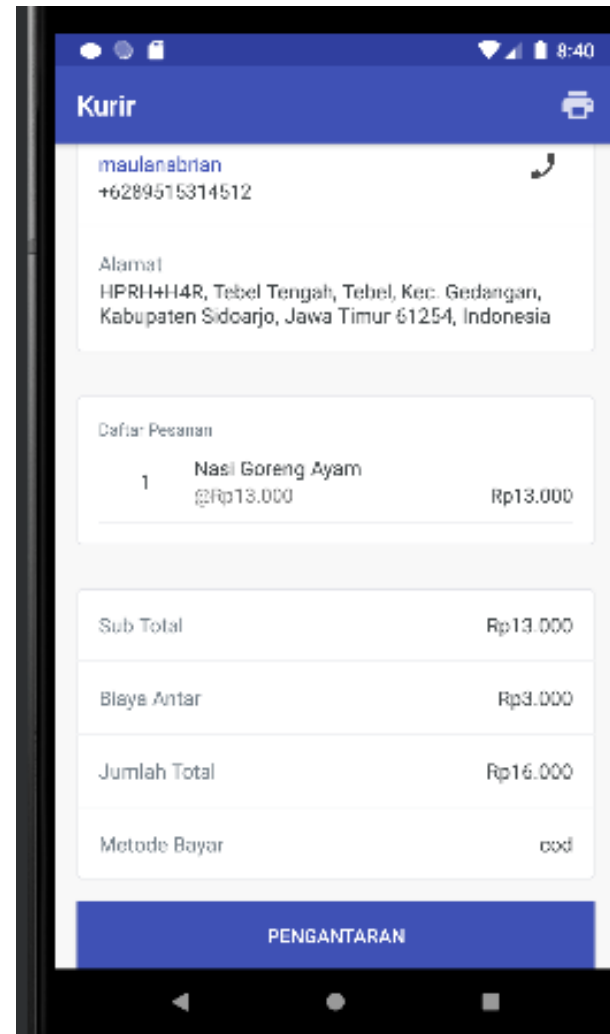 8:40
Kurir
maulanabrian
+6289515314512
Alamat
HPRH+H4R, Tebel Tengah, Tebel, Kec. Gedangan,
Kabupaten Sidoarjo, Jawa Timur 61254, Indonesia
Daftar Pesanan
1 Nasi Goreng Ayam
@Rp13.000 Rp13.000
Sub Total Rp13.000
Biaya Antar Rp3.000
Jumlah Total Rp16.000
Metode Bayar cod
PENGANTARAN